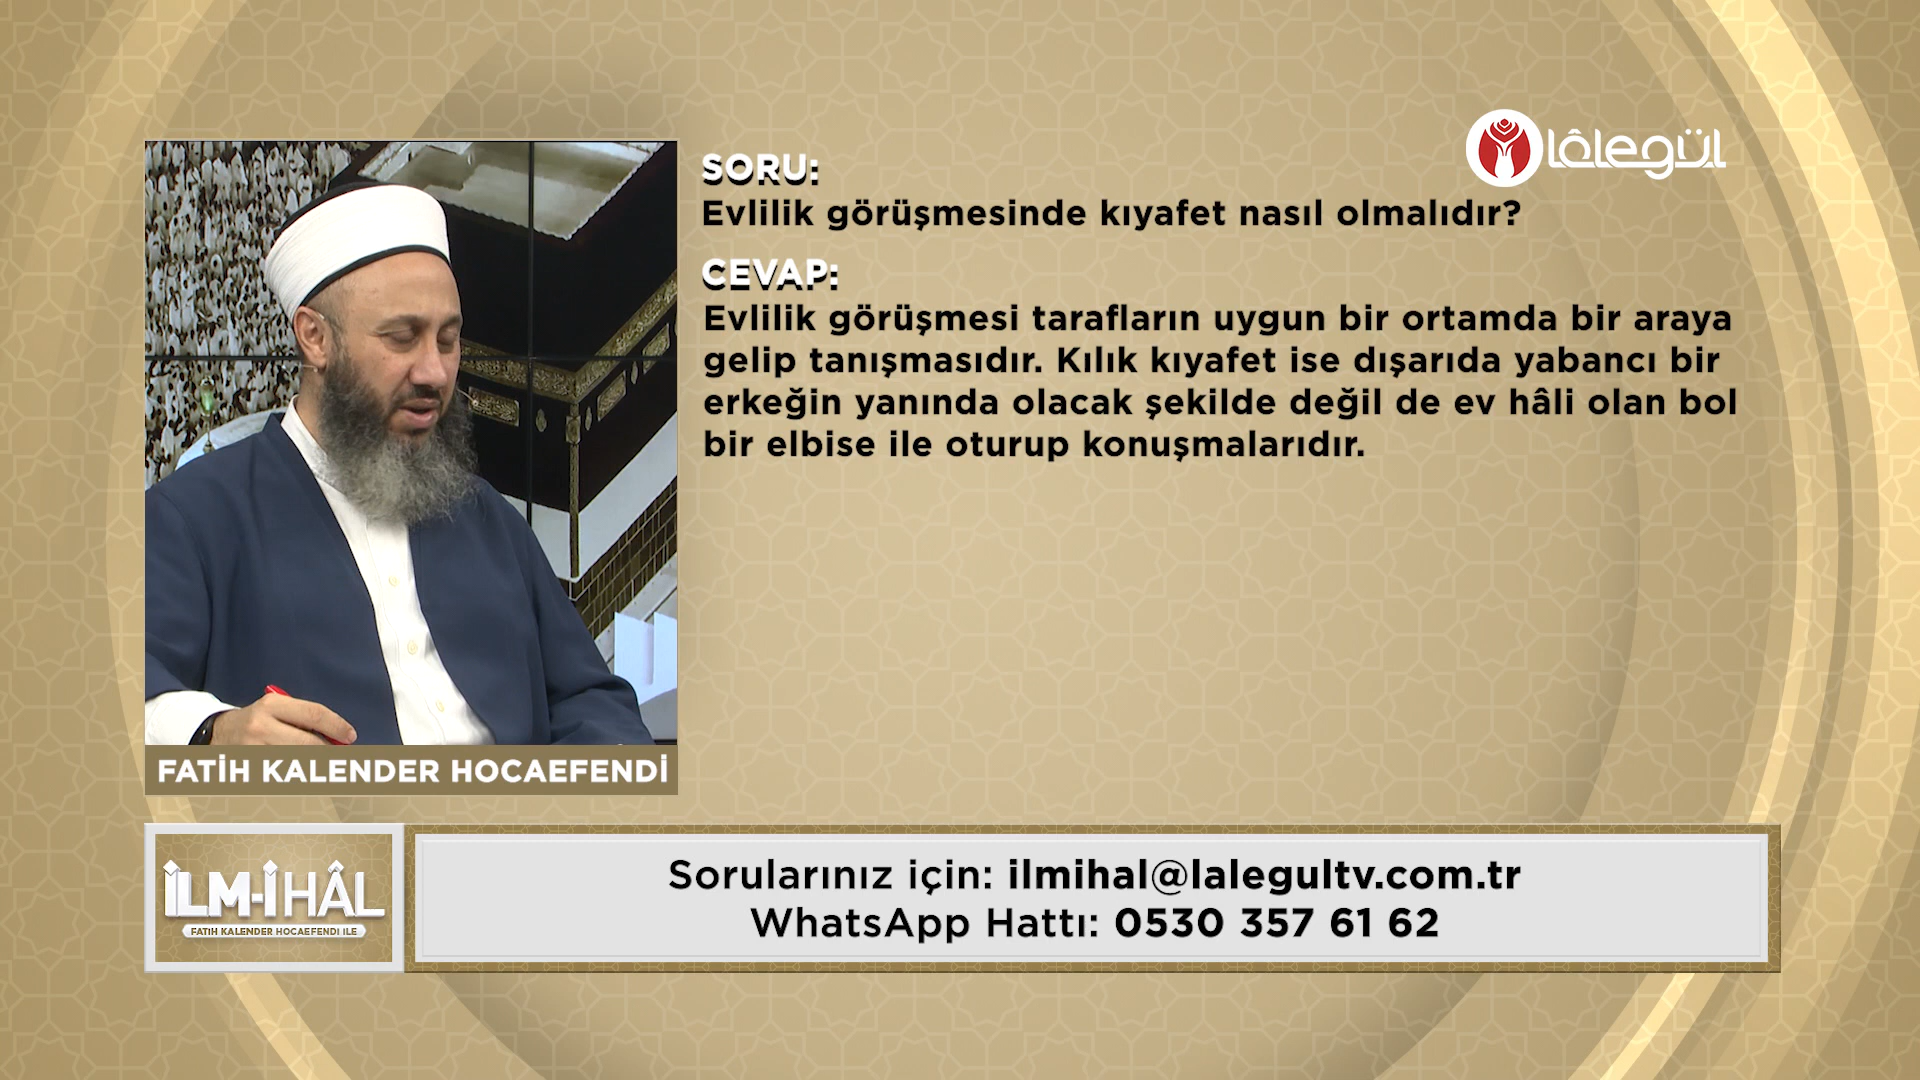 lâlegül
SORU:
Evlilik görüşmesinde kıyafet nasıl olmalıdır?
CEVAP:
Evlilik görüşmesi tarafların uygun bir ortamda bir araya
gelip tanışmasıdır. Kılık kıyafet ise dışarıda yabancı bir
erkeğin yanında olacak şekilde değil de ev hâli olan bol
bir elbise ile oturup konuşmalarıdır.
FATİH KALENDER HOCAEFENDİ
İLM-İ HÂL
FATİH KALENDER HOCAEFENDİ İLE
Sorularınız için: ilmihal@lalegultv.com.tr
WhatsApp Hattı: 0530 357 61 62